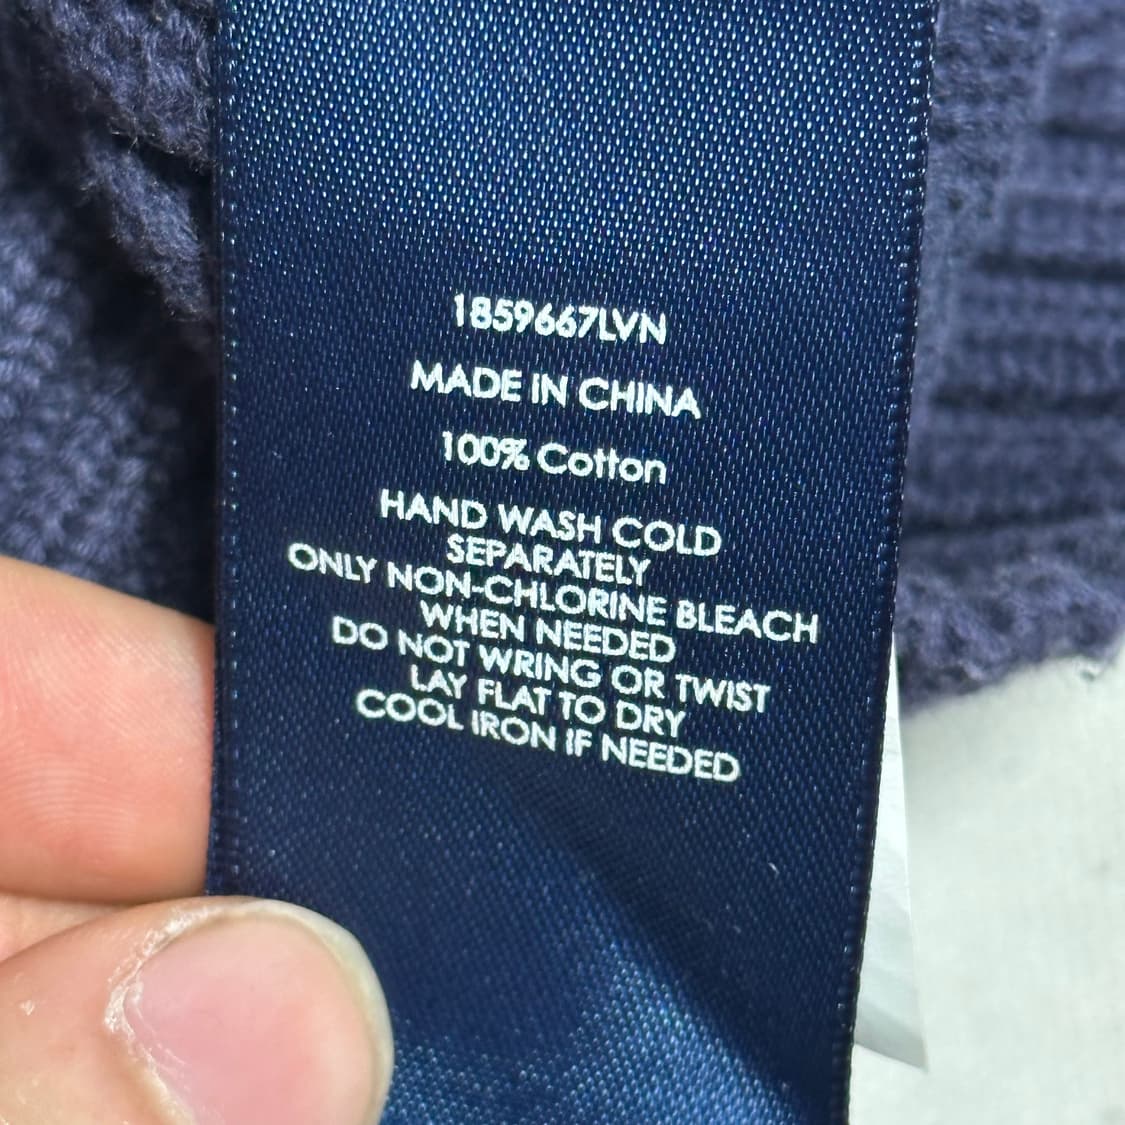 1859667LVN
MADE IN CHINA
100% Cotton
HAND WASH COLD
SEPARATELY
ONLY NON-CHLORINE BLEACH
WHEN NEEDED
DO NOT WRING OR TWIST
LAY FLAT TO DRY
COOL IRON IF NEEDED